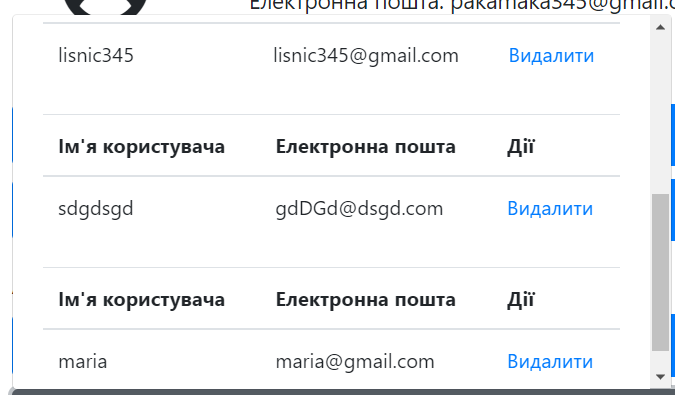 Електронна пошта: pakamaka345@gmail.c
lisnic345 lisnic345@gmail.com Видалити
Ім'я користувача Електронна пошта Дії
sdgdsgd gdDGd@dsgd.com Видалити
Ім'я користувача Електронна пошта Дії
maria maria@gmail.com Видалити